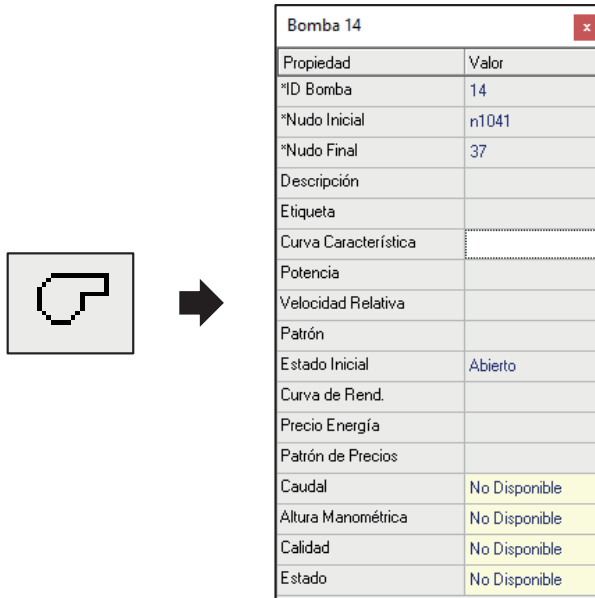 Bomba 14
x
Propiedad Valor
*ID Bomba 14
*Nudo Inicial n1041
*Nudo Final 37
Descripción
Etiqueta
Curva Característica
Potencia
Velocidad Relativa
Patrón
Estado Inicial Abierto
Curva de Rend.
Precio Energía
Patrón de Precios
Caudal No Disponible
Altura Manométrica No Disponible
Calidad No Disponible
Estado No Disponible